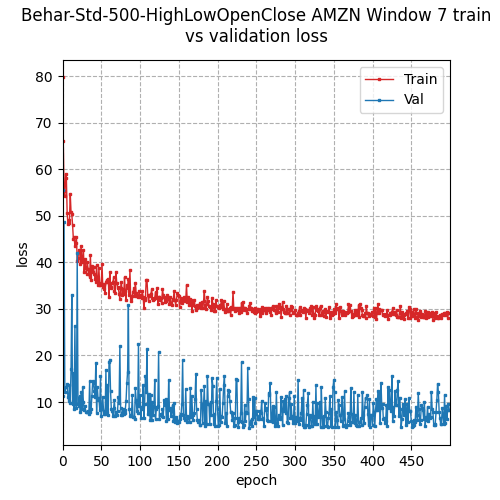 Behar-Std-500-HighLowOpenClose AMZN Window 7 train
vs validation loss
Train
Val
80
70
60
50
40
30
20
10
loss
0 50 100 150 200 250 300 350 400 450
epoch